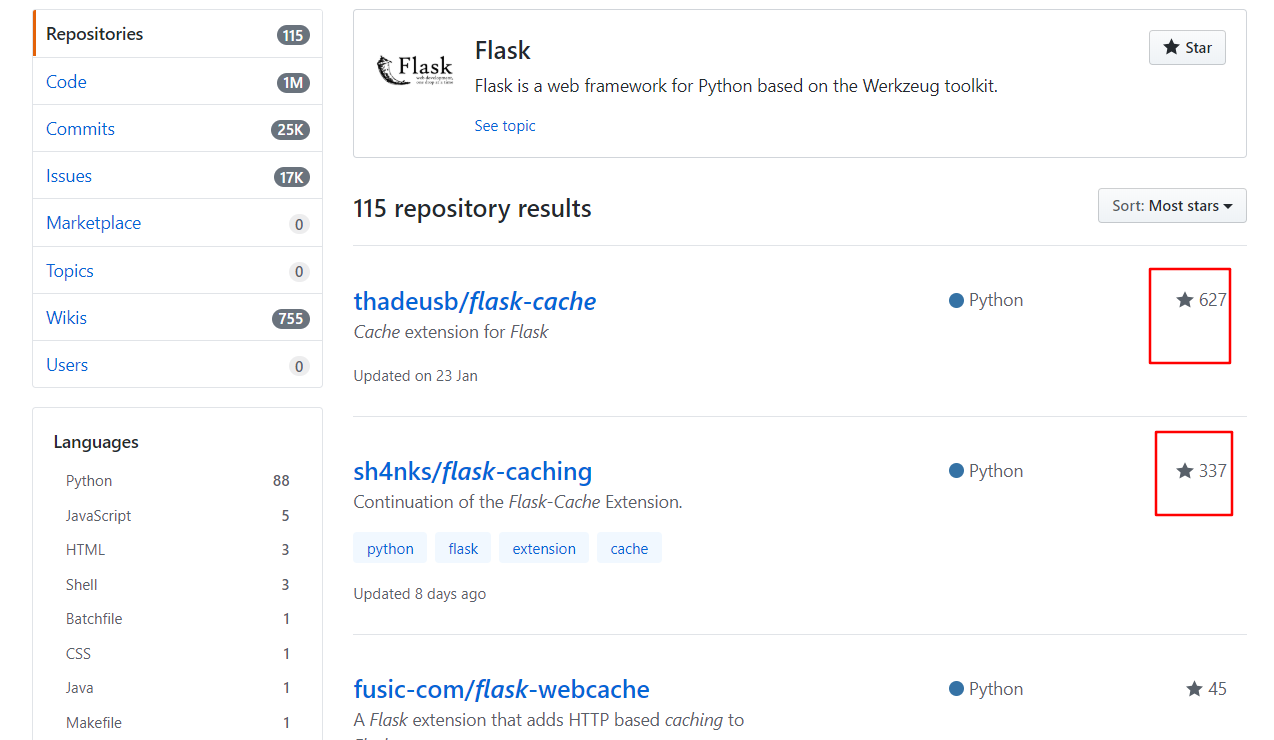 Repositories 115
Code 1M
Commits 25K
Issues 17K
Marketplace 0
Topics 0
Wikis 755
Users 0
Languages
Python 88
JavaScript 5
HTML 3
Shell 3
Batchfile 1
CSS 1
Java 1
Makefile 1
Flask
web development,
one drop at a time
Flask
Star
Flask is a web framework for Python based on the Werkzeug toolkit.
See topic
115 repository results
Sort: Most stars
thadeusb/flask-cache
Python
627
Cache extension for Flask
Updated on 23 Jan
sh4nks/flask-caching
Python
337
Continuation of the Flask-Cache Extension.
python flask extension cache
Updated 8 days ago
fusic-com/flask-webcache
Python
45
A Flask extension that adds HTTP based caching to